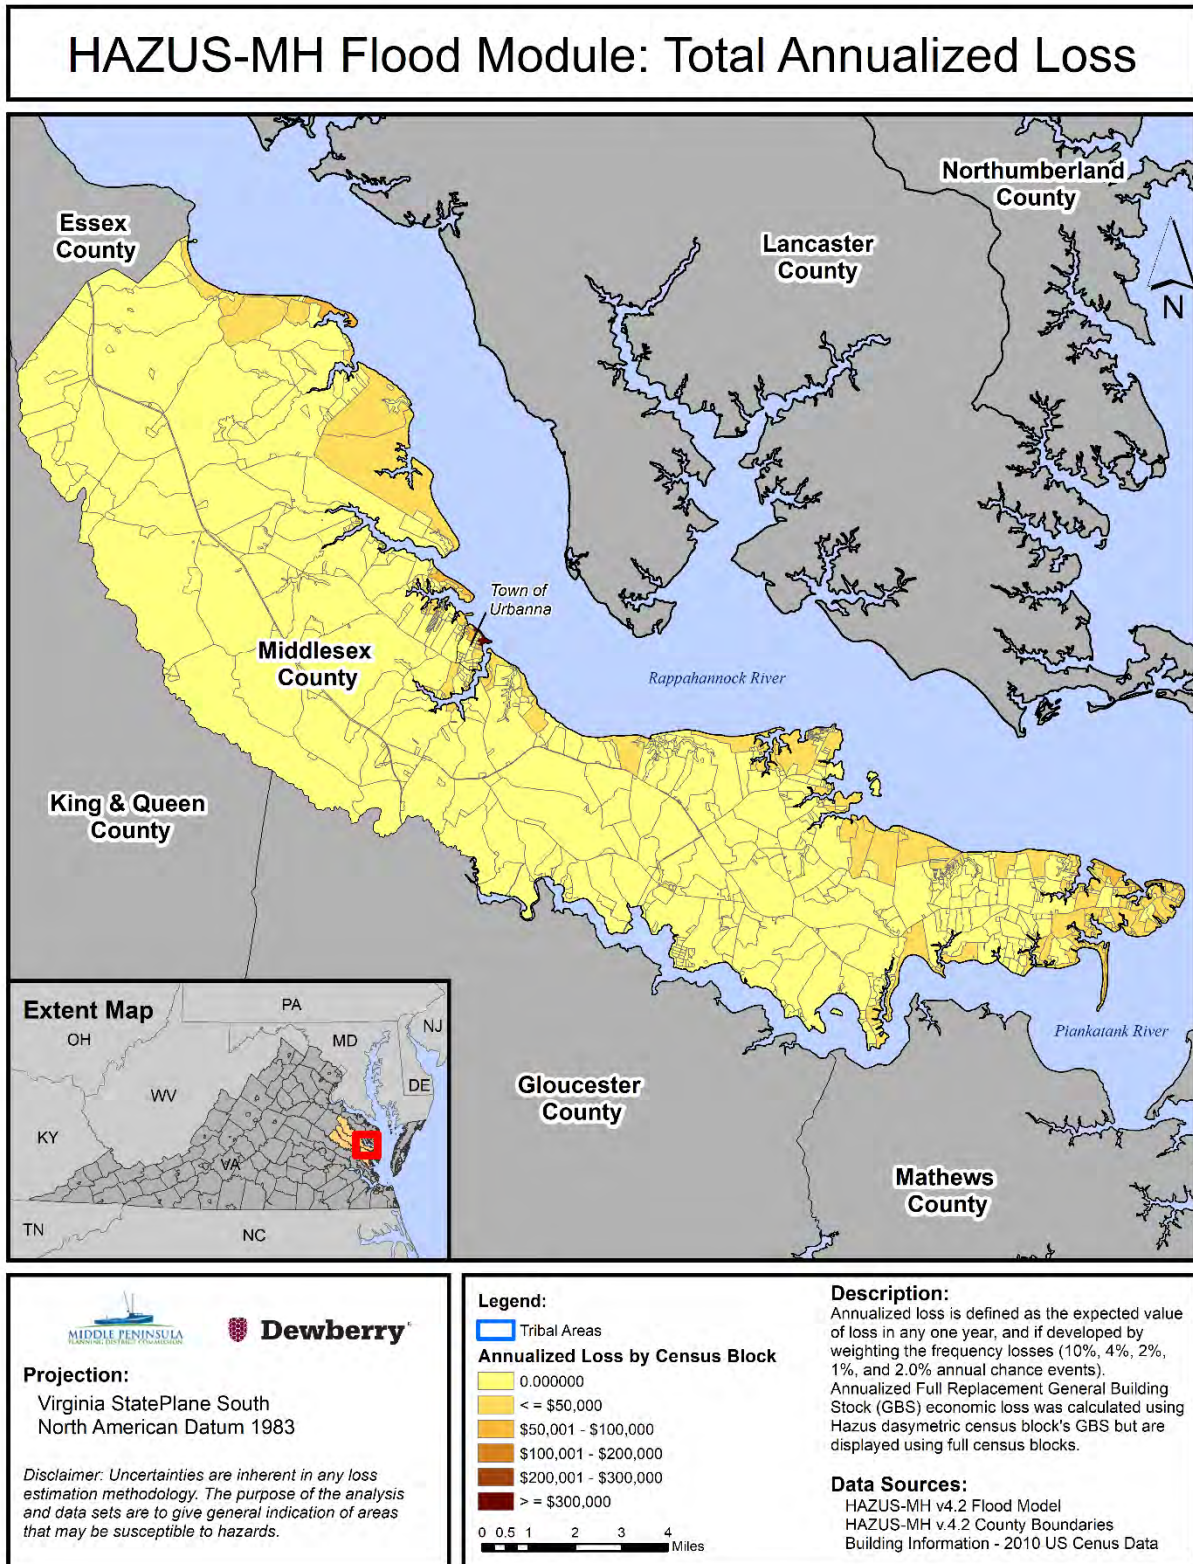 HAZUS-MH Flood Module: Total Annualized Loss
Northumberland
County
Essex
County
Lancaster
County
N
Town of
Urbanna
Middlesex
County
Rappahannock River
King & Queen
County
Piankatank River
Gloucester
County
Mathews
County
Extent Map
PA
OH
NJ
MD
DE
WV
KY
VA
TN
NC
MIDDLE PENINSULA
PLANNING DISTRICT COMMISSION
Dewberry
Projection:
Virginia StatePlane South
North American Datum 1983
Disclaimer: Uncertainties are inherent in any loss
estimation methodology. The purpose of the analysis
and data sets are to give general indication of areas
that may be susceptible to hazards.
Legend:
Tribal Areas
Annualized Loss by Census Block
0.000000
< = $50,000
$50,001 - $100,000
$100,001 - $200,000
$200,001 - $300,000
> = $300,000
0 0.5 1 2 3 4
Miles
Description:
Annualized loss is defined as the expected value
of loss in any one year, and if developed by
weighting the frequency losses (10%, 4%, 2%,
1%, and 2.0% annual chance events).
Annualized Full Replacement General Building
Stock (GBS) economic loss was calculated using
Hazus dasymetric census block's GBS but are
displayed using full census blocks.
Data Sources:
HAZUS-MH v4.2 Flood Model
HAZUS-MH v.4.2 County Boundaries
Building Information - 2010 US Census Data